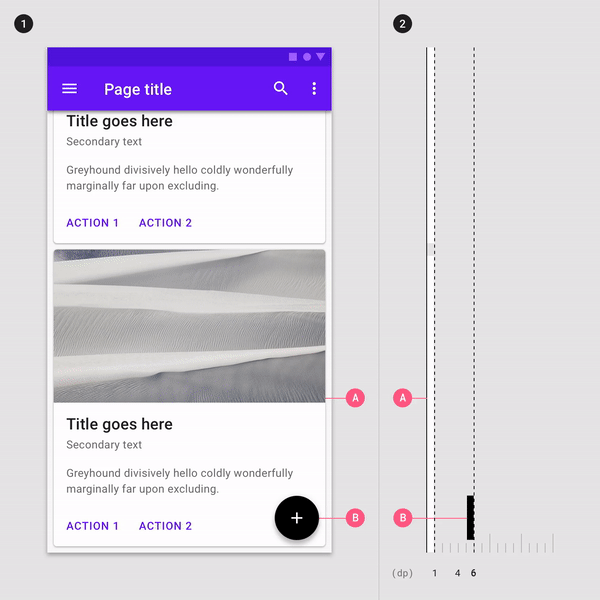 1
2
Page title
Title goes here
Secondary text
Greyhound divisively hello coldly wonderfully
marginally far upon excluding.
ACTION 1 ACTION 2
A
A
Title goes here
Secondary text
Greyhound divisively hello coldly wonderfully
marginally far upon excluding.
ACTION 1 ACTION 2
+
B
B
(dp) 1 4 6